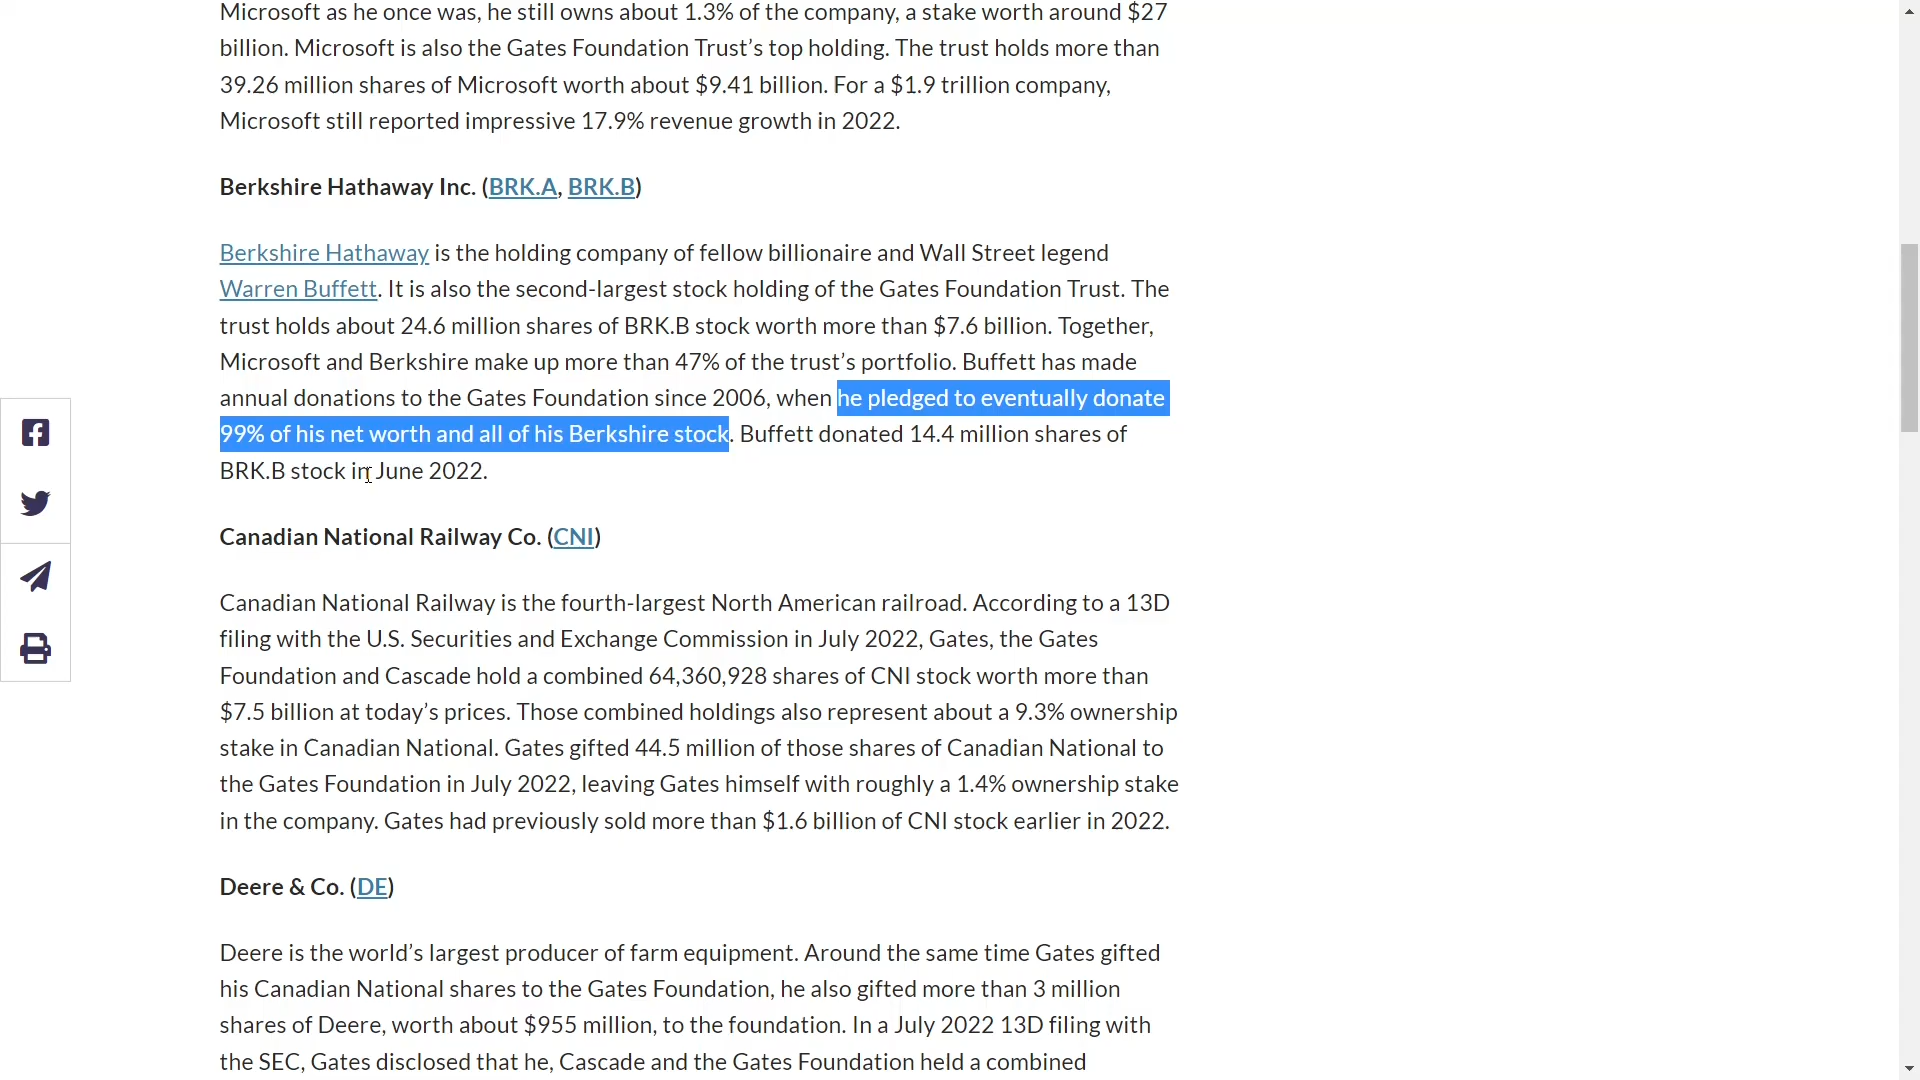 Microsoft as he once was, he still owns about 1.3% of the company, a stake worth around $27
billion. Microsoft is also the Gates Foundation Trust’s top holding. The trust holds more than
39.26 million shares of Microsoft worth about $9.41 billion. For a $1.9 trillion company,
Microsoft still reported impressive 17.9% revenue growth in 2022.
Berkshire Hathaway Inc. (BRK.A, BRK.B)
Berkshire Hathaway is the holding company of fellow billionaire and Wall Street legend
Warren Buffett. It is also the second-largest stock holding of the Gates Foundation Trust. The
trust holds about 24.6 million shares of BRK.B stock worth more than $7.6 billion. Together,
Microsoft and Berkshire make up more than 47% of the trust’s portfolio. Buffett has made
annual donations to the Gates Foundation since 2006, when he pledged to eventually donate
99% of his net worth and all of his Berkshire stock. Buffett donated 14.4 million shares of
BRK.B stock in June 2022.
Canadian National Railway Co. (CNI)
Canadian National Railway is the fourth-largest North American railroad. According to a 13D
filing with the U.S. Securities and Exchange Commission in July 2022, Gates, the Gates
Foundation and Cascade hold a combined 64,360,928 shares of CNI stock worth more than
$7.5 billion at today’s prices. Those combined holdings also represent about a 9.3% ownership
stake in Canadian National. Gates gifted 44.5 million of those shares of Canadian National to
the Gates Foundation in July 2022, leaving Gates himself with roughly a 1.4% ownership stake
in the company. Gates had previously sold more than $1.6 billion of CNI stock earlier in 2022.
Deere & Co. (DE)
Deere is the world’s largest producer of farm equipment. Around the same time Gates gifted
his Canadian National shares to the Gates Foundation, he also gifted more than 3 million
shares of Deere, worth about $955 million, to the foundation. In a July 2022 13D filing with
the SEC, Gates disclosed that he, Cascade and the Gates Foundation held a combined